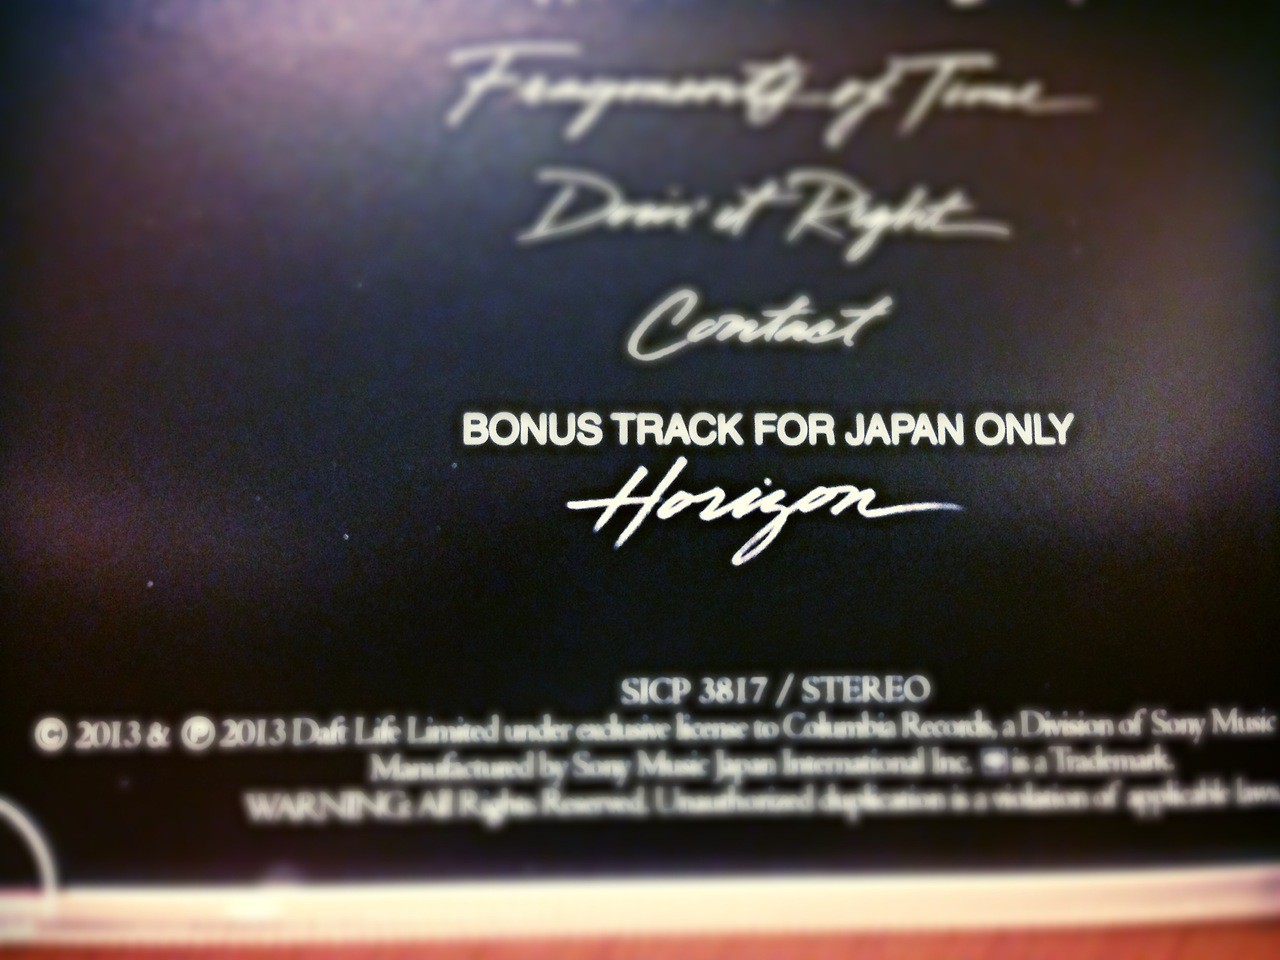 Fragments of Time
Doin' it Right
Contact
BONUS TRACK FOR JAPAN ONLY
Horizon
SICP 3817 / STEREO
© 2013 & ℗ 2013 Daft Life Limited under exclusive license to Columbia Records, a Division of Sony Music
Manufactured by Sony Music Japan International Inc. is a Trademark.
WARNING: All Rights Reserved. Unauthorized duplication is a violation of applicable laws.